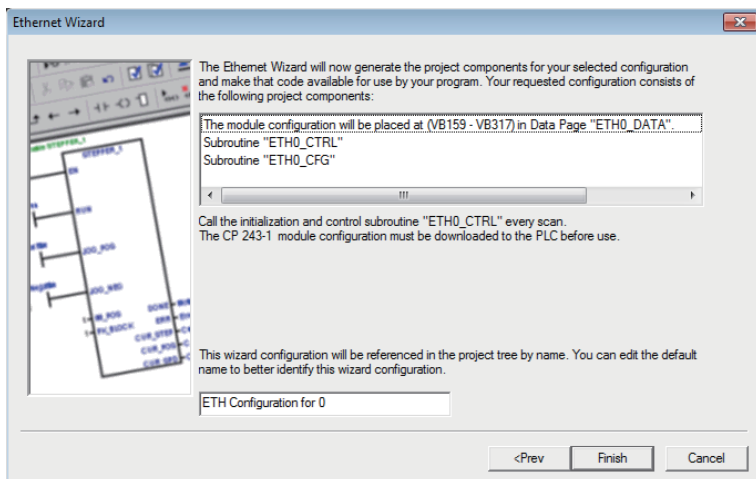 Ethernet Wizard
The Ethernet Wizard will now generate the project components for your selected configuration
and make that code available for use by your program. Your requested configuration consists of
the following project components:
The module configuration will be placed at (VB159 - VB317) in Data Page "ETH0_DATA".
Subroutine "ETH0_CTRL"
Subroutine "ETH0_CFG"
Call the initialization and control subroutine "ETH0_CTRL" every scan.
The CP 243-1 module configuration must be downloaded to the PLC before use.
This wizard configuration will be referenced in the project tree by name. You can edit the default
name to better identify this wizard configuration.
ETH Configuration for 0
<Prev
Finish
Cancel
STEPPER_1
EN
RUN
JOG_POS
JOG_NEG
DONE
ERR
CUR_STEP
CUR_POS